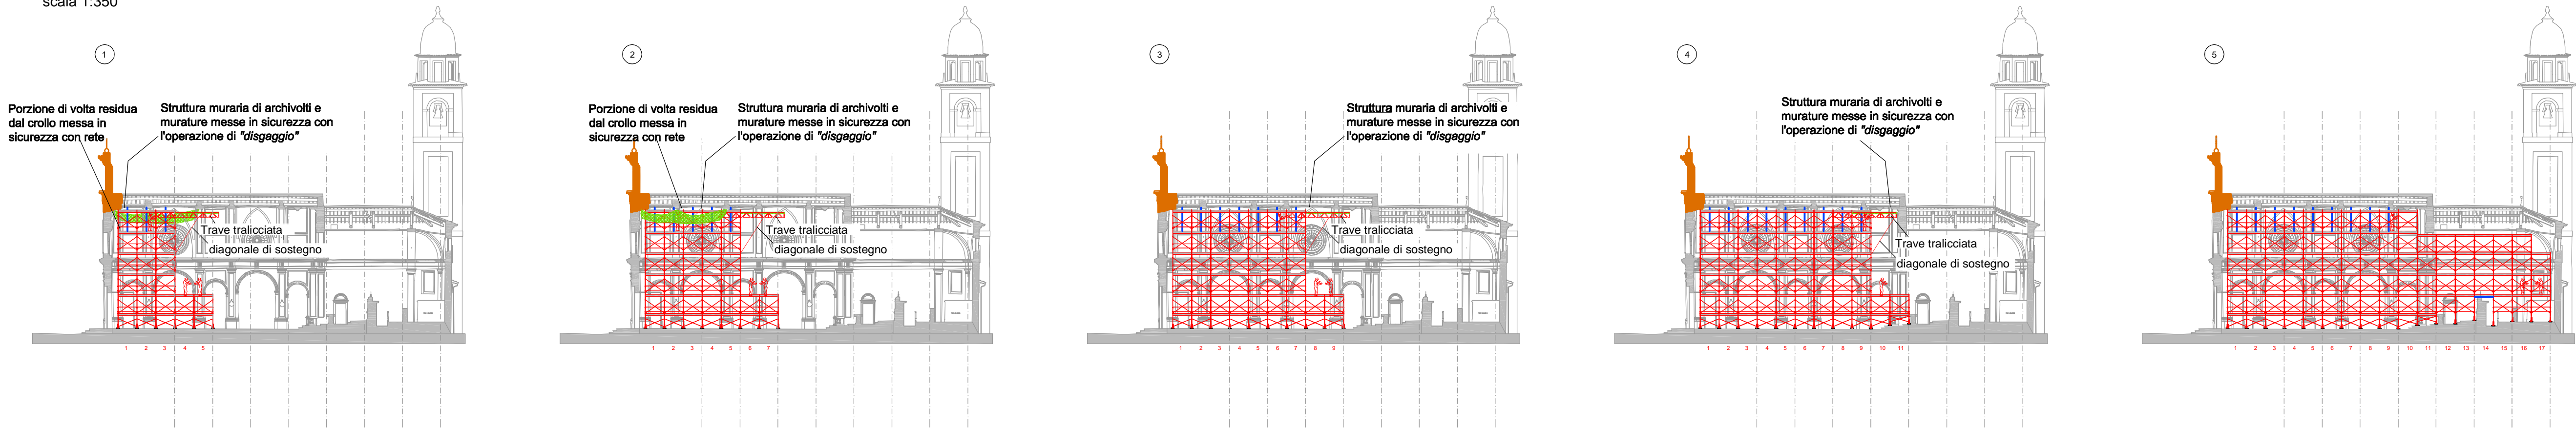 scala 1:350
1
Porzione di volta residua
dal crollo messa in
sicurezza con rete
Struttura muraria di archivolti e
murature messe in sicurezza con
l'operazione di "disgaggio"
Trave tralicciata
diagonale di sostegno
1 2 3 4 5
2
Porzione di volta residua
dal crollo messa in
sicurezza con rete
Struttura muraria di archivolti e
murature messe in sicurezza con
l'operazione di "disgaggio"
Trave tralicciata
diagonale di sostegno
1 2 3 4 5 6 7
3
Struttura muraria di archivolti e
murature messe in sicurezza con
l'operazione di "disgaggio"
Trave tralicciata
diagonale di sostegno
1 2 3 4 5 6 7 8 9
4
Struttura muraria di archivolti e
murature messe in sicurezza con
l'operazione di "disgaggio"
Trave tralicciata
diagonale di sostegno
1 2 3 4 5 6 7 8 9 10 11
5
1 2 3 4 5 6 7 8 9 10 11 12 13 14 15 16 17